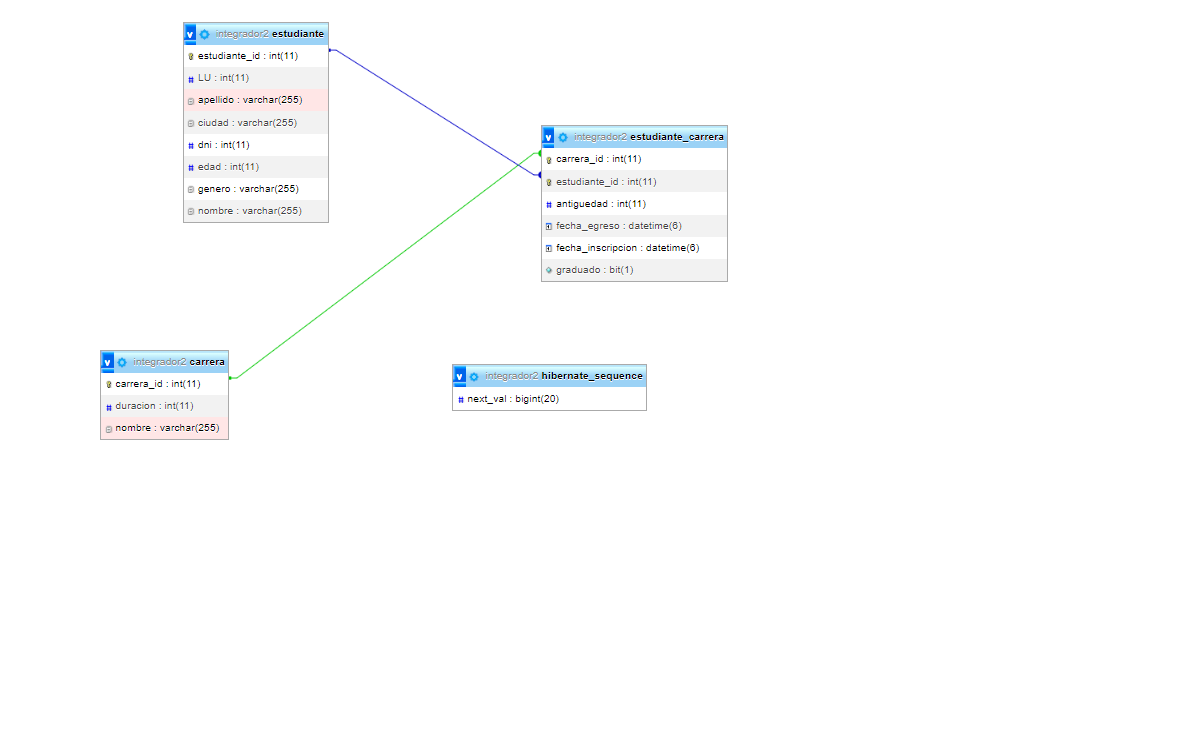 v integrador2 estudiante
estudiante_id : int(11)
# LU : int(11)
apellido : varchar(255)
ciudad : varchar(255)
# dni : int(11)
# edad : int(11)
genero : varchar(255)
nombre : varchar(255)
v integrador2 estudiante_carrera
carrera_id : int(11)
estudiante_id : int(11)
# antiguedad : int(11)
fecha_egreso : datetime(6)
fecha_inscripcion : datetime(6)
graduado : bit(1)
v integrador2 carrera
carrera_id : int(11)
# duracion : int(11)
nombre : varchar(255)
v integrador2 hibernate_sequence
# next_val : bigint(20)